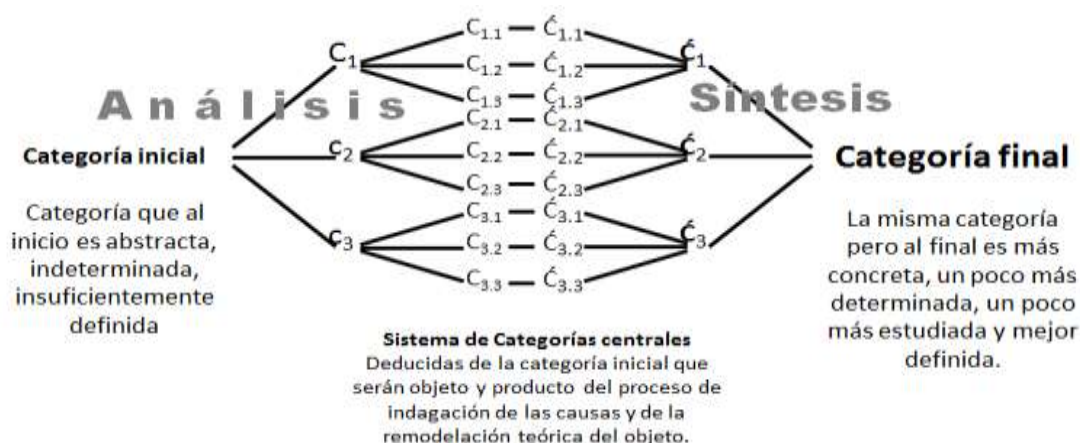 C1.1 — Ć1.1
C1 C1.2 — Ć1.2 Ć1
C1.3 — Ć1.3
Análisis Síntesis
C2.1 — Ć2.1
Categoría inicial c2 C2.2 — Ć2.2 Ć2 Categoría final
C2.3 — Ć2.3
C3.1 — Ć3.1
c3 C3.2 — Ć3.2 Ć3
C3.3 — Ć3.3
Categoría que al
inicio es abstracta,
indeterminada,
insuficientemente
definida
Sistema de Categorías centrales
Deducidas de la categoría inicial que
serán objeto y producto del proceso de
indagación de las causas y de la
remodelación teórica del objeto.
La misma categoría
pero al final es más
concreta, un poco más
determinada, un poco
más estudiada y mejor
definida.